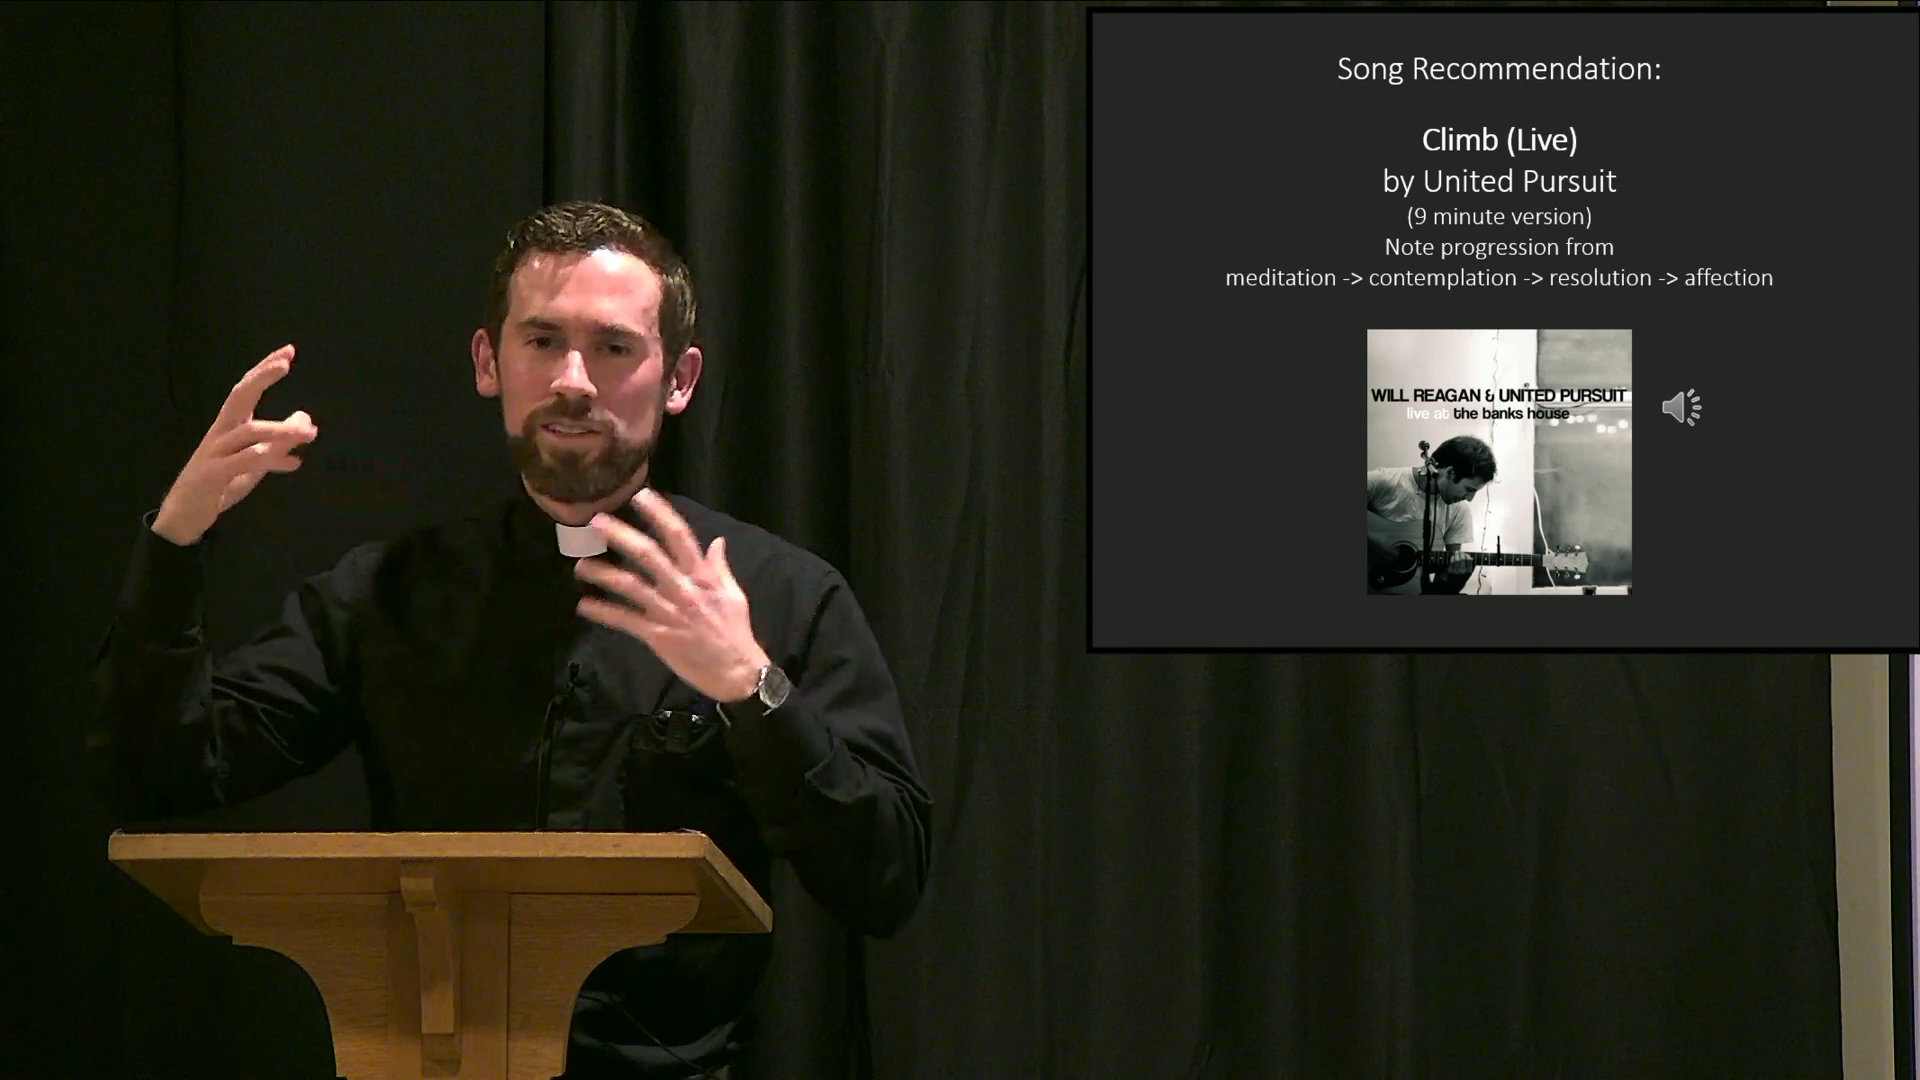 Song Recommendation:
Climb (Live)
by United Pursuit
(9 minute version)
Note progression from
meditation -> contemplation -> resolution -> affection
WILL REAGAN & UNITED PURSUIT
live at the banks house